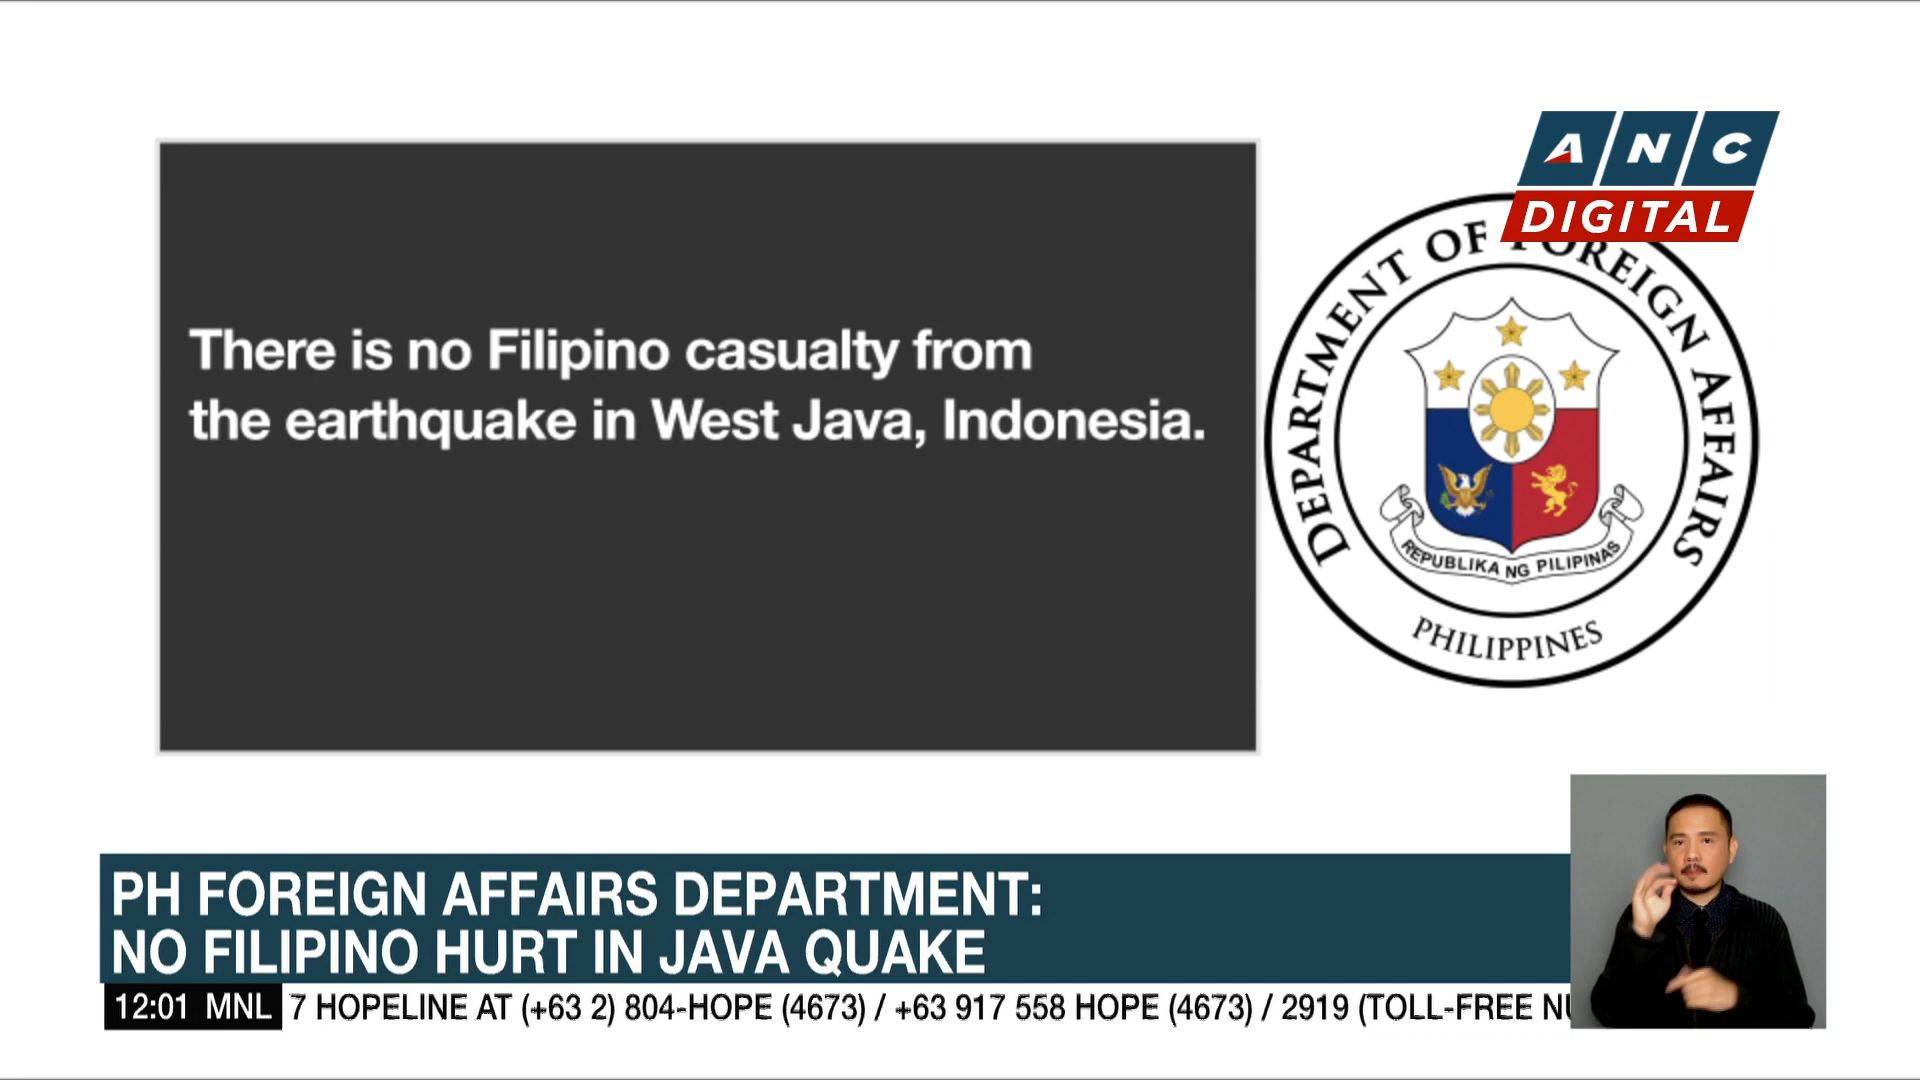 ANC
DIGITAL
There is no Filipino casualty from
the earthquake in West Java, Indonesia.
DEPARTMENT OF FOREIGN AFFAIRS
REPUBLIKA NG PILIPINAS
PHILIPPINES
PH FOREIGN AFFAIRS DEPARTMENT:
NO FILIPINO HURT IN JAVA QUAKE
12:01 MNL 7 HOPELINE AT (+63 2) 804-HOPE (4673) / +63 917 558 HOPE (4673) / 2919 (TOLL-FREE